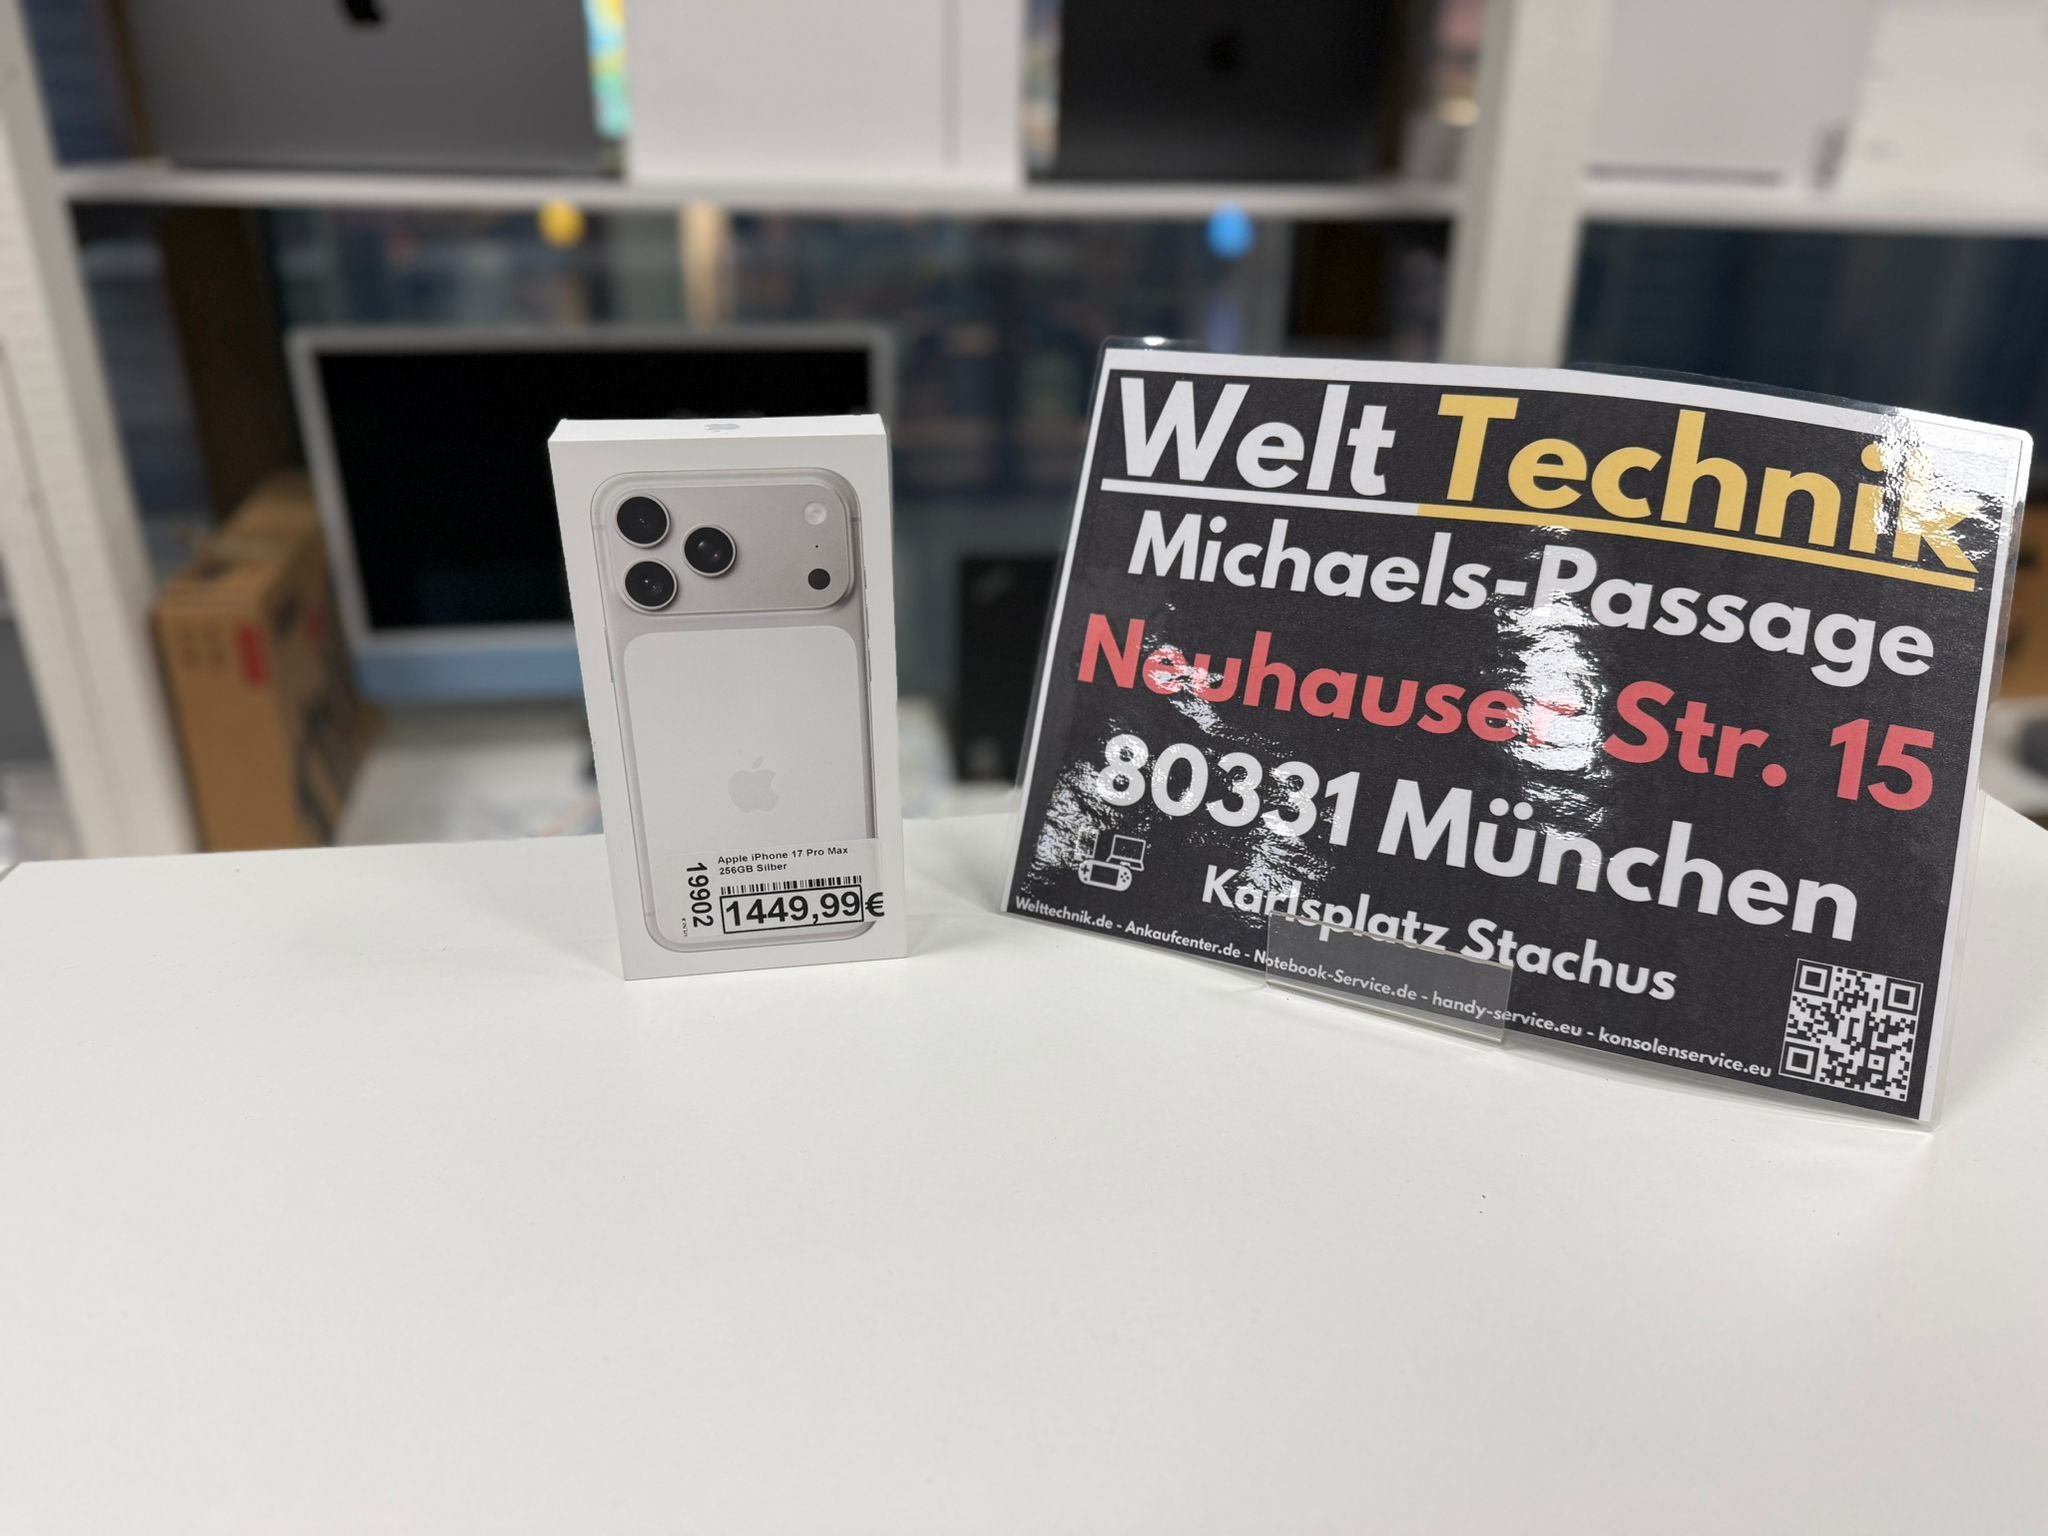 Apple iPhone 17 Pro Max
256GB Silber
19902
1449,99€
Welt Technik
Michaels-Passage
Neuhauser Str. 15
80331 München
Karlsplatz Stachus
Welttechnik.de - Ankaufcenter.de - Notebook-Service.de - handy-service.eu - konsolenservice.eu